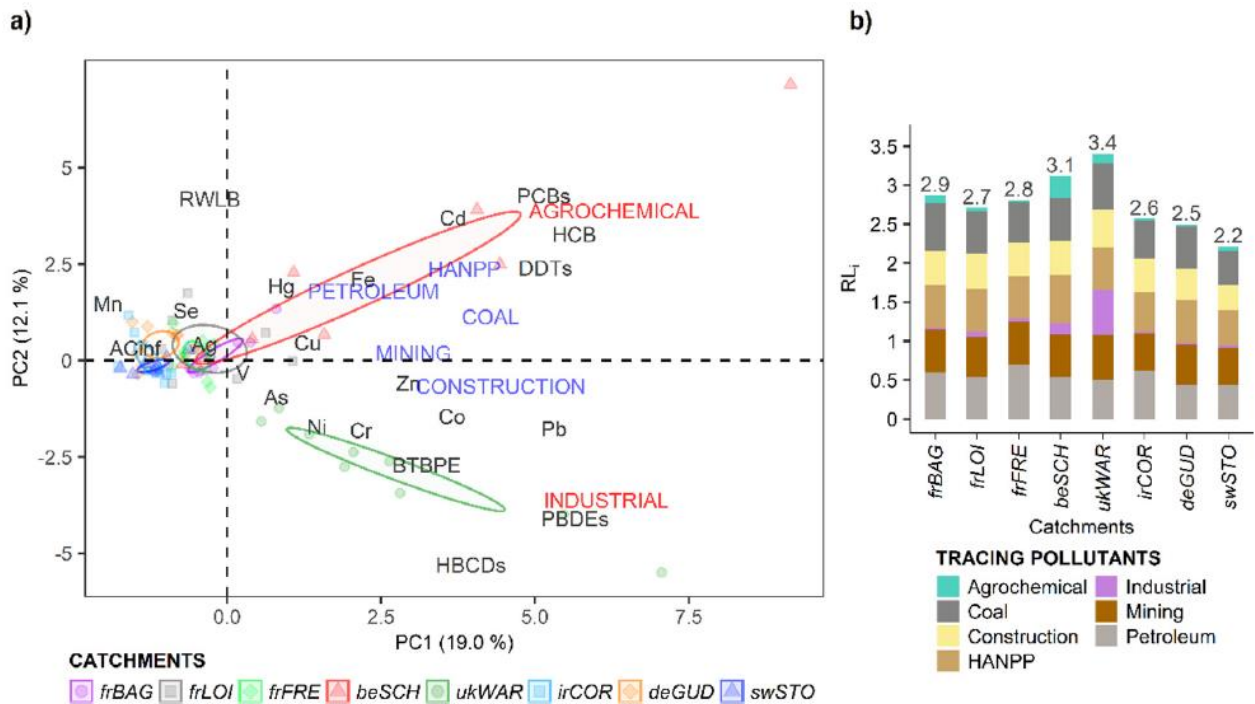 a)
b)
PC2 (12.1 %)
5
2.5
0
-2.5
-5
0.0
2.5
5.0
7.5
PC1 (19.0 %)
RWLB
PCBs
AGROCHEMICAL
Cd
HCB
HANPP
DDTs
Fe
Hg
PETROLEUM
Mn
Se
COAL
Cu
Ag
ACinf
MINING
V
Zn
CONSTRUCTION
As
Co
Ni
Cr
Pb
BTBPE
INDUSTRIAL
PBDEs
HBCDs
CATCHMENTS
frBAG frLOI frFRE beSCH ukWAR irCOR deGUD swSTO
RLi
3.5
3
2.5
2
1.5
1
0.5
0
2.9
2.7
2.8
3.1
3.4
2.6
2.5
2.2
frBAG
frLOI
frFRE
beSCH
ukWAR
irCOR
deGUD
swSTO
Catchments
TRACING POLLUTANTS
Agrochemical Industrial
Coal Mining
Construction Petroleum
HANPP